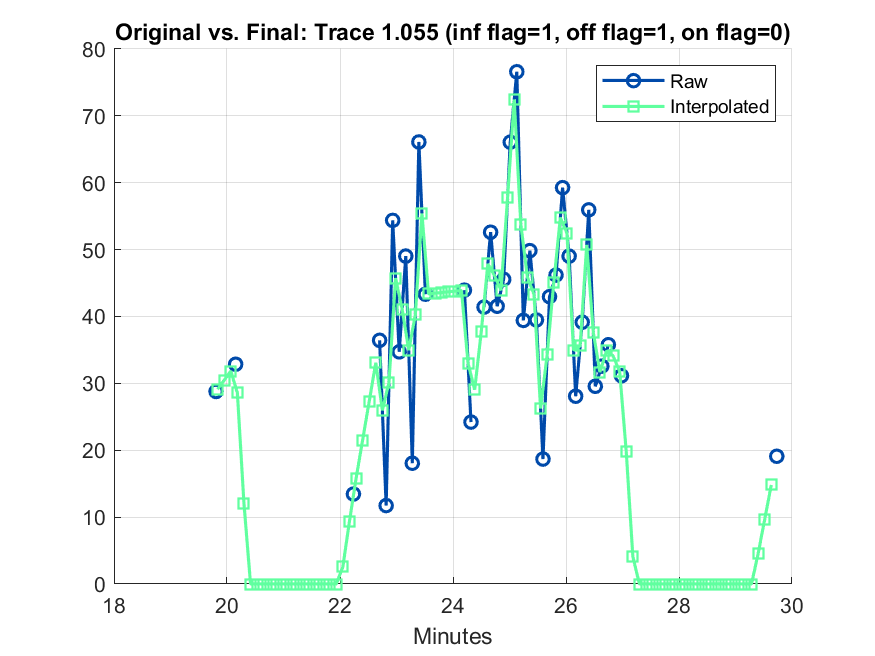 Original vs. Final: Trace 1.055 (inf flag=1, off flag=1, on flag=0)
80
70
60
50
40
30
20
10
0
Raw
Interpolated
18 20 22 24 26 28 30
Minutes